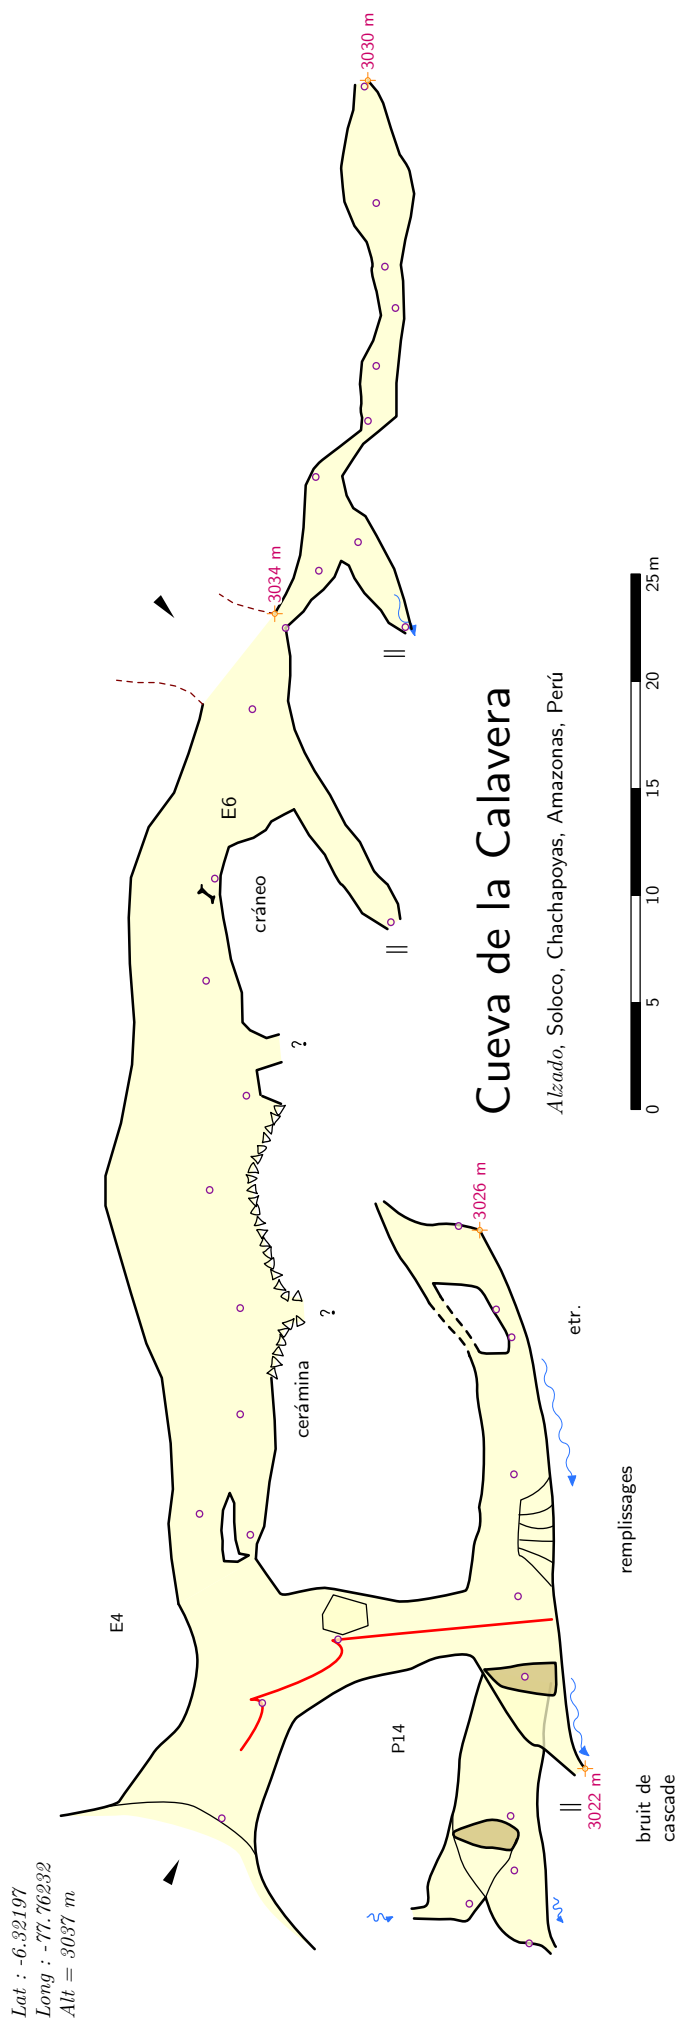 Lat : -6.32197
Long : -77.76232
Alt = 3037 m
E4
P14
E6
cráneo
cerámina
?
?
3034 m
3030 m
3026 m
3022 m
etr.
remplissages
bruit de
cascade
Cueva de la Calavera
Alzado, Soloco, Chachapoyas, Amazonas, Perú
0 5 10 15 20 25 m